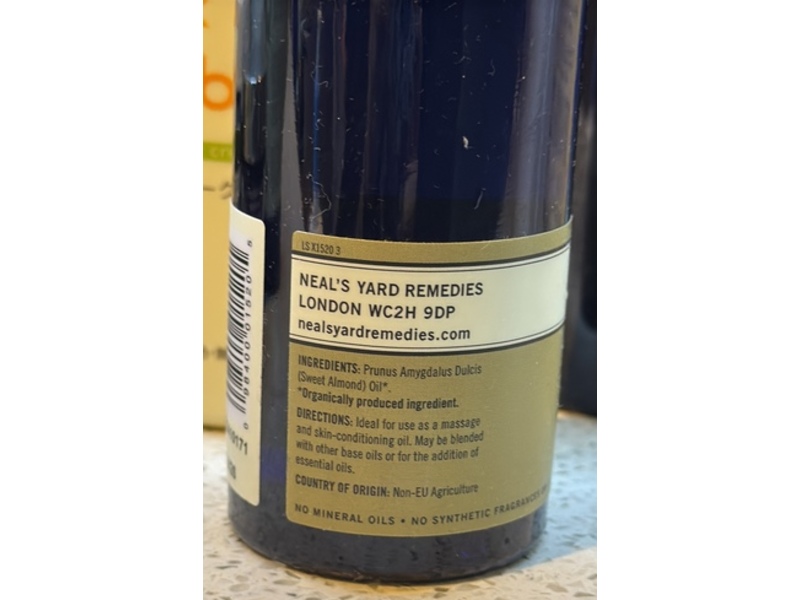 LS X1520 3
NEAL'S YARD REMEDIES
LONDON WC2H 9DP
nealsyardremedies.com
INGREDIENTS: Prunus Amygdalus Dulcis
(Sweet Almond) Oil*.
*Organically produced ingredient.
DIRECTIONS: Ideal for use as a massage
and skin-conditioning oil. May be blended
with other base oils or for the addition of
essential oils.
COUNTRY OF ORIGIN: Non-EU Agriculture
NO MINERAL OILS • NO SYNTHETIC FRAGRANCES